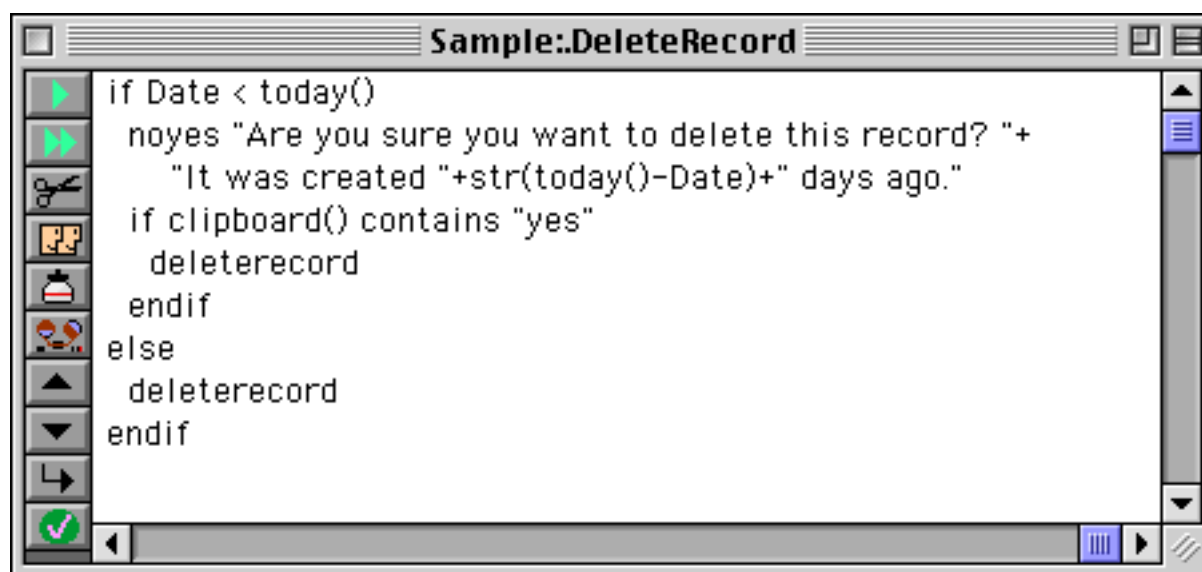 Sample:.DeleteRecord
if Date < today()
noyes "Are you sure you want to delete this record? "+
"It was created "+str(today()-Date)+" days ago."
if clipboard() contains "yes"
deleterecord
endif
else
deleterecord
endif